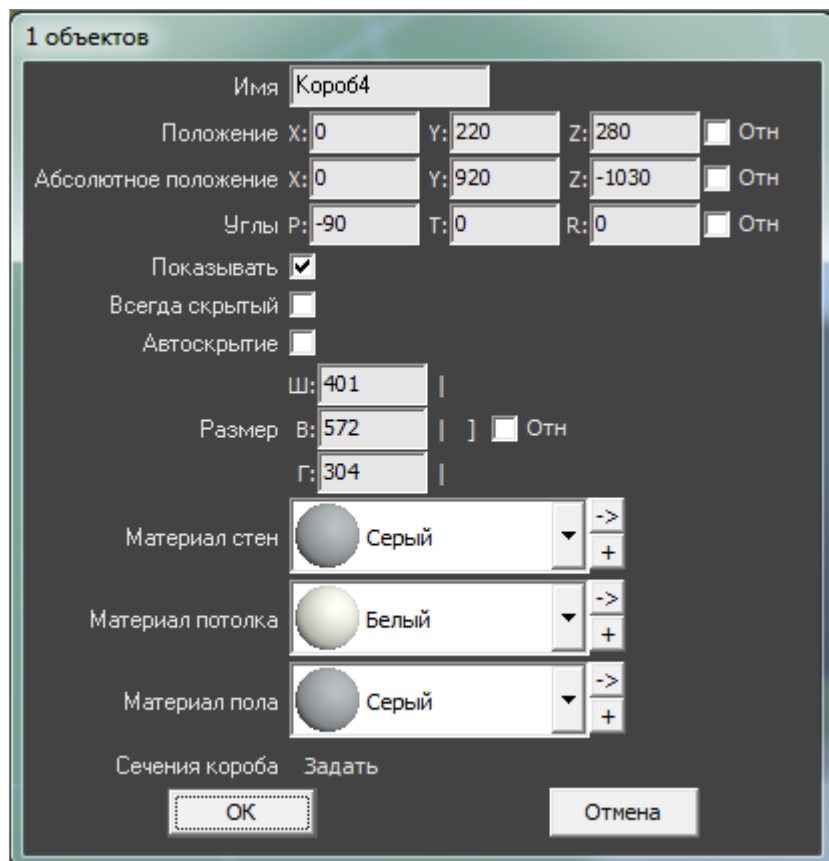 1 объектов
Имя Короб4
Положение X: 0 Y: 220 Z: 280 Отн
Абсолютное положение X: 0 Y: 920 Z: -1030 Отн
Углы P: -90 T: 0 R: 0 Отн
Показывать
Всегда скрытый
Автоскрытие
Ш: 401 |
Размер В: 572 | ] Отн
Г: 304 |
Материал стен Серый -> +
Материал потолка Белый -> +
Материал пола Серый -> +
Сечения короба Задать
OK Отмена